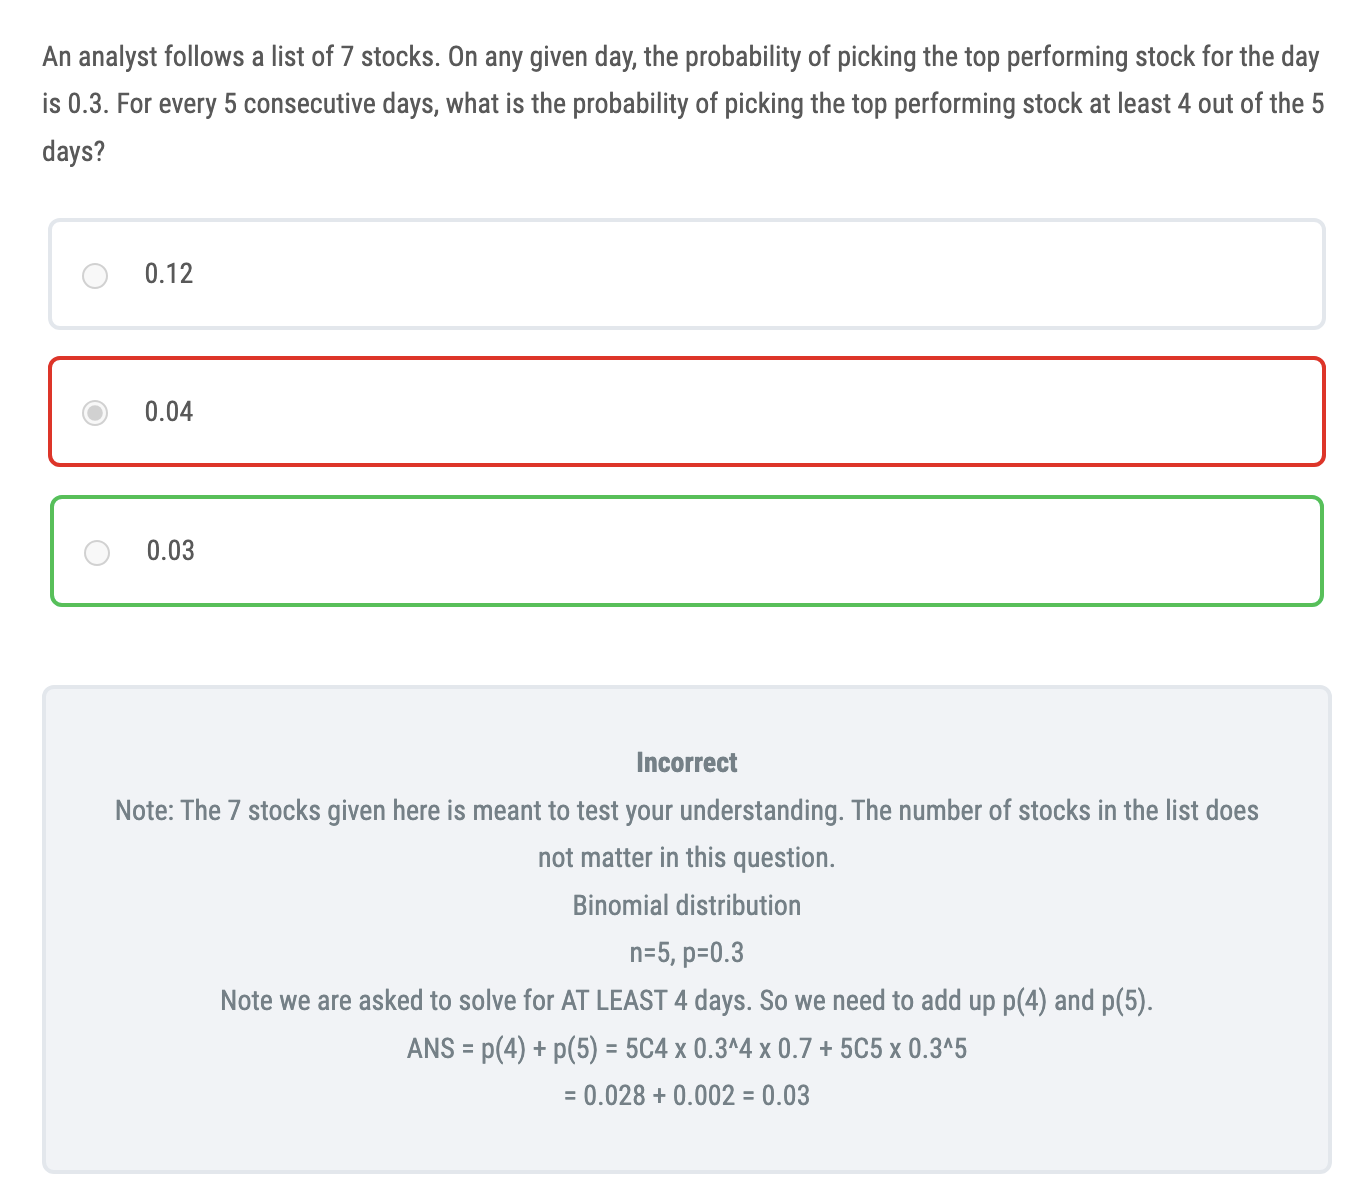 An analyst follows a list of 7 stocks. On any given day, the probability of picking the top performing stock for the day
is 0.3. For every 5 consecutive days, what is the probability of picking the top performing stock at least 4 out of the 5
days?
0.12
0.04
0.03
Incorrect
Note: The 7 stocks given here is meant to test your understanding. The number of stocks in the list does
not matter in this question.
Binomial distribution
n=5, p=0.3
Note we are asked to solve for AT LEAST 4 days. So we need to add up p(4) and p(5).
ANS = p(4) + p(5) = 5C4 x 0.3^4 x 0.7 + 5C5 x 0.3^5
= 0.028 + 0.002 = 0.03